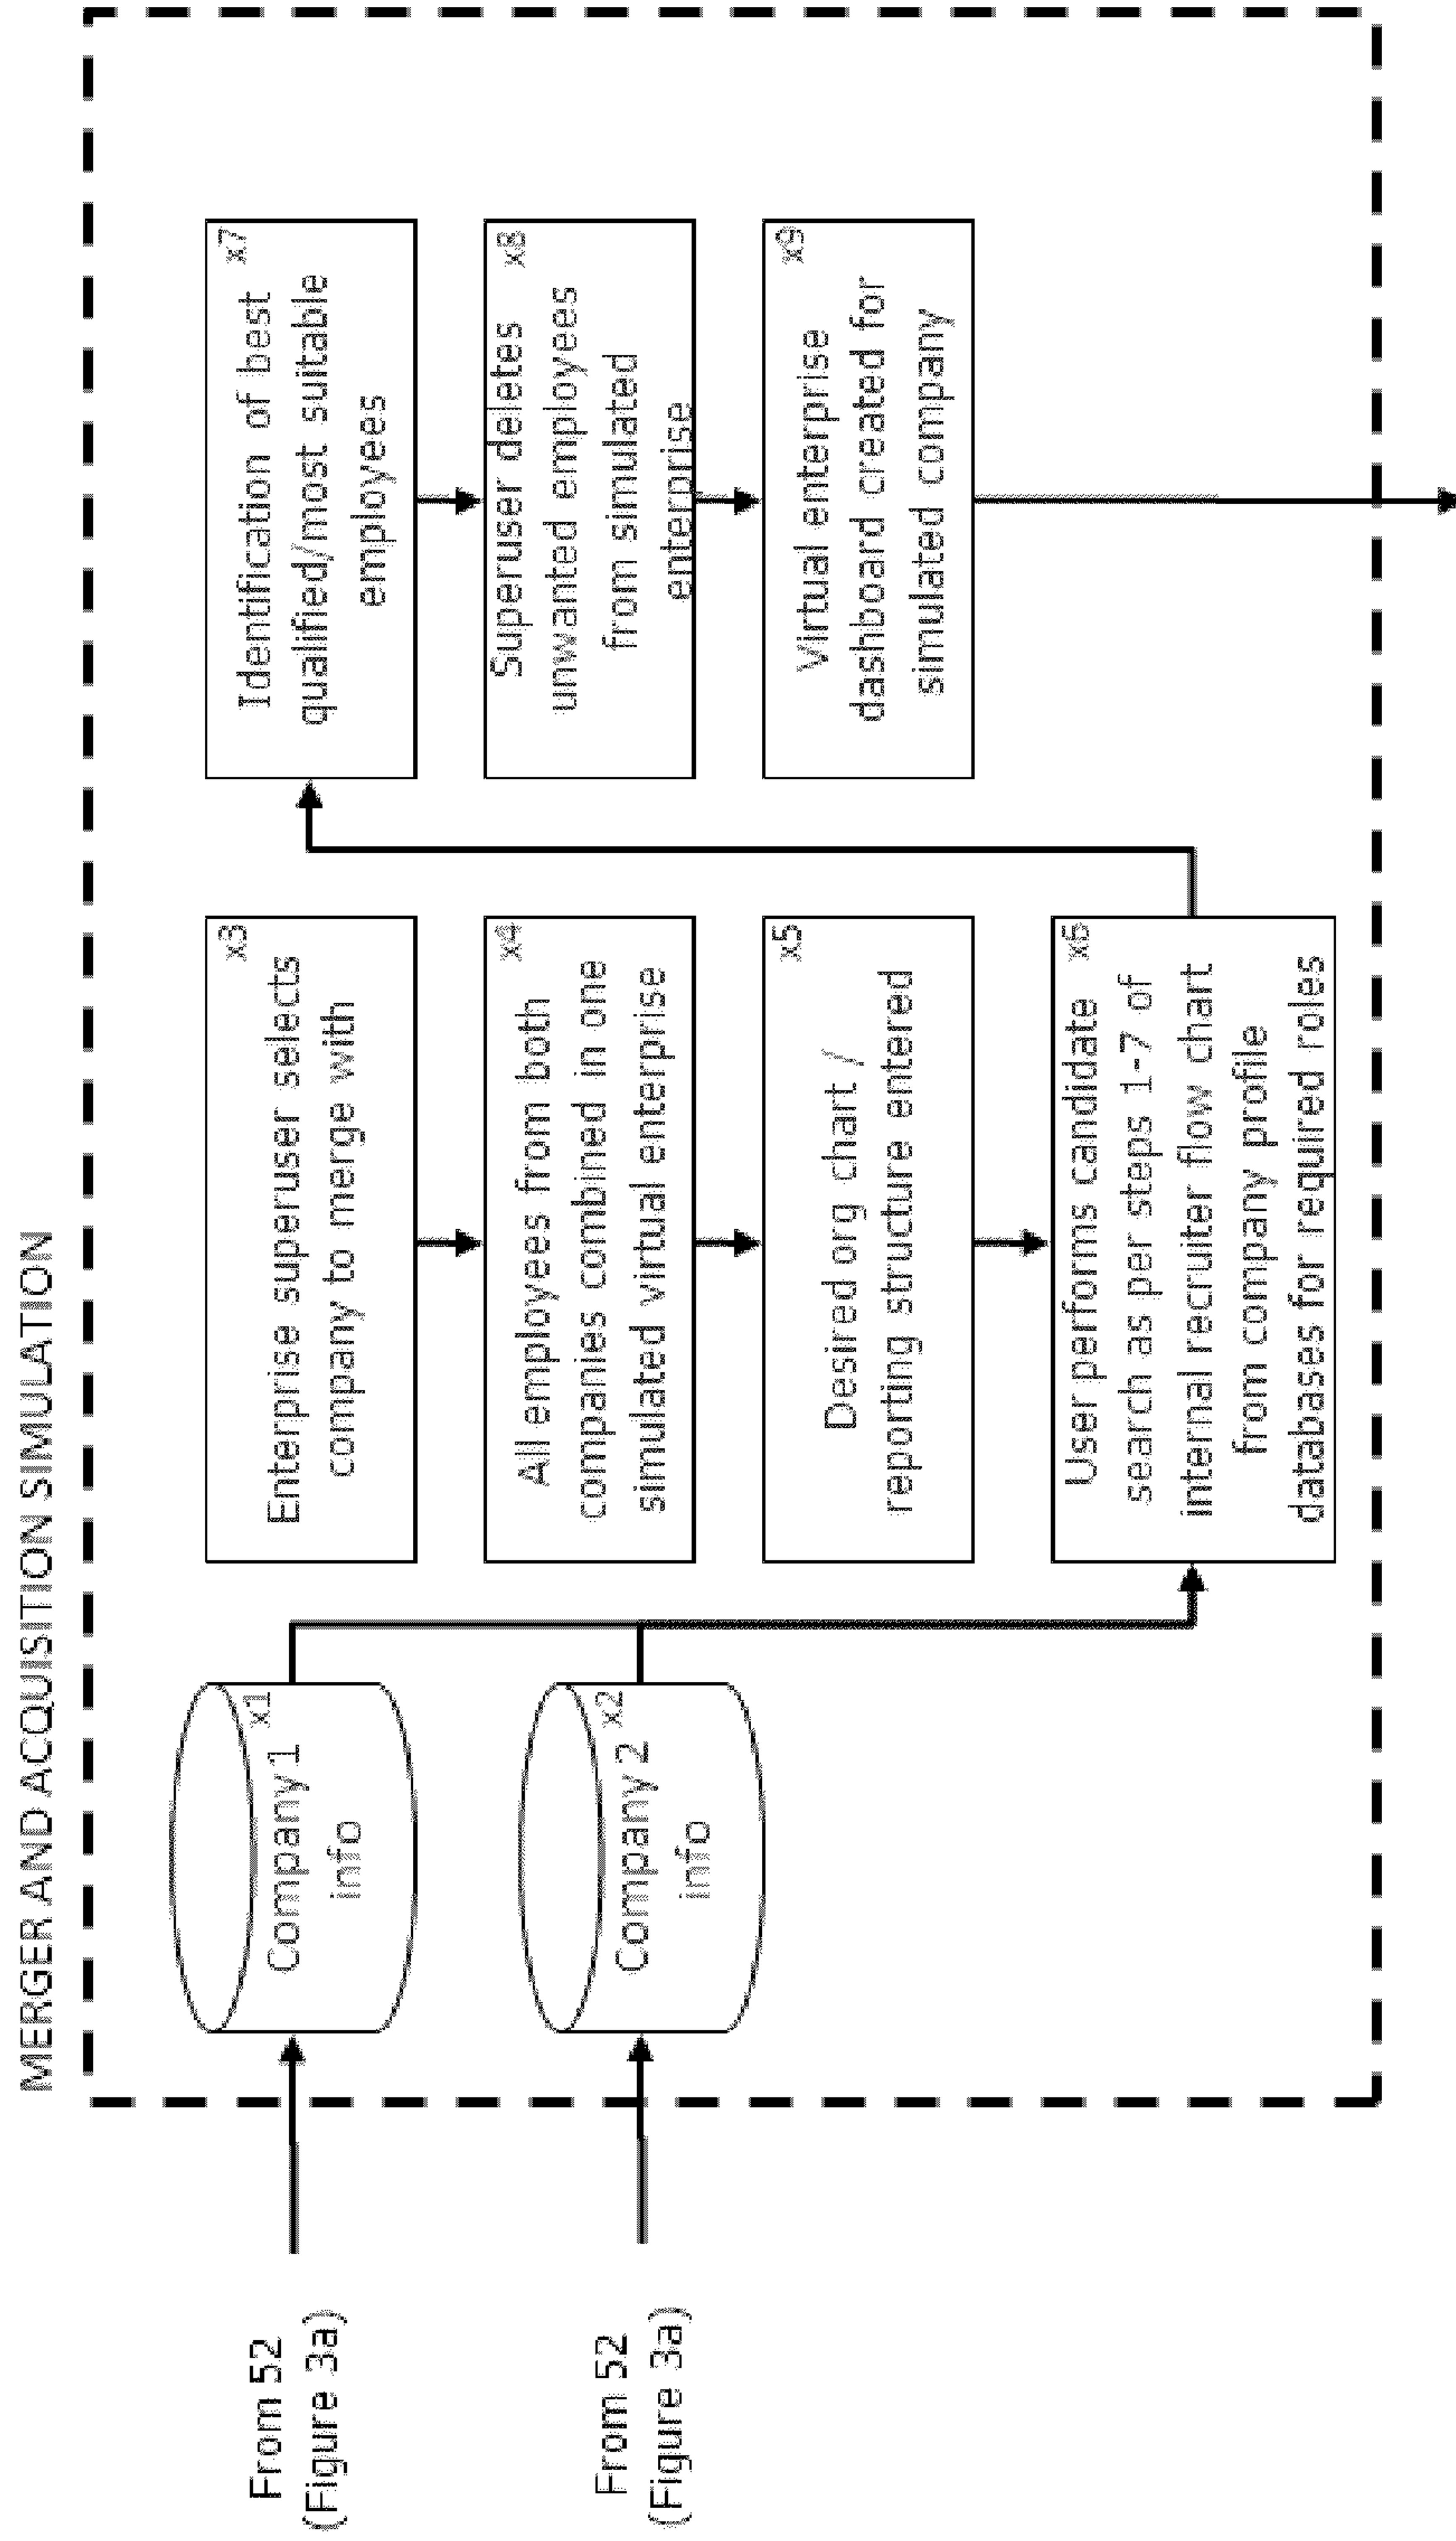 MERGER AND ACQUISITION SIMULATION
From 52
(Figure 3a)
From 52
(Figure 3a)
x1
Company 1
info
x2
Company 2
info
x3
Enterprise superuser selects
company to merge with
x4
All employees from both
companies combined in one
simulated virtual enterprise
x5
Desired org chart /
reporting structure entered
x6
User performs candidate
search as per steps 1-7 of
internal recruiter flow chart
from company profile
databases for required roles
x7
Identification of best
qualified/most suitable
employees
x8
Superuser deletes
unwanted employees
from simulated
enterprise
x9
Virtual enterprise
dashboard created for
simulated company